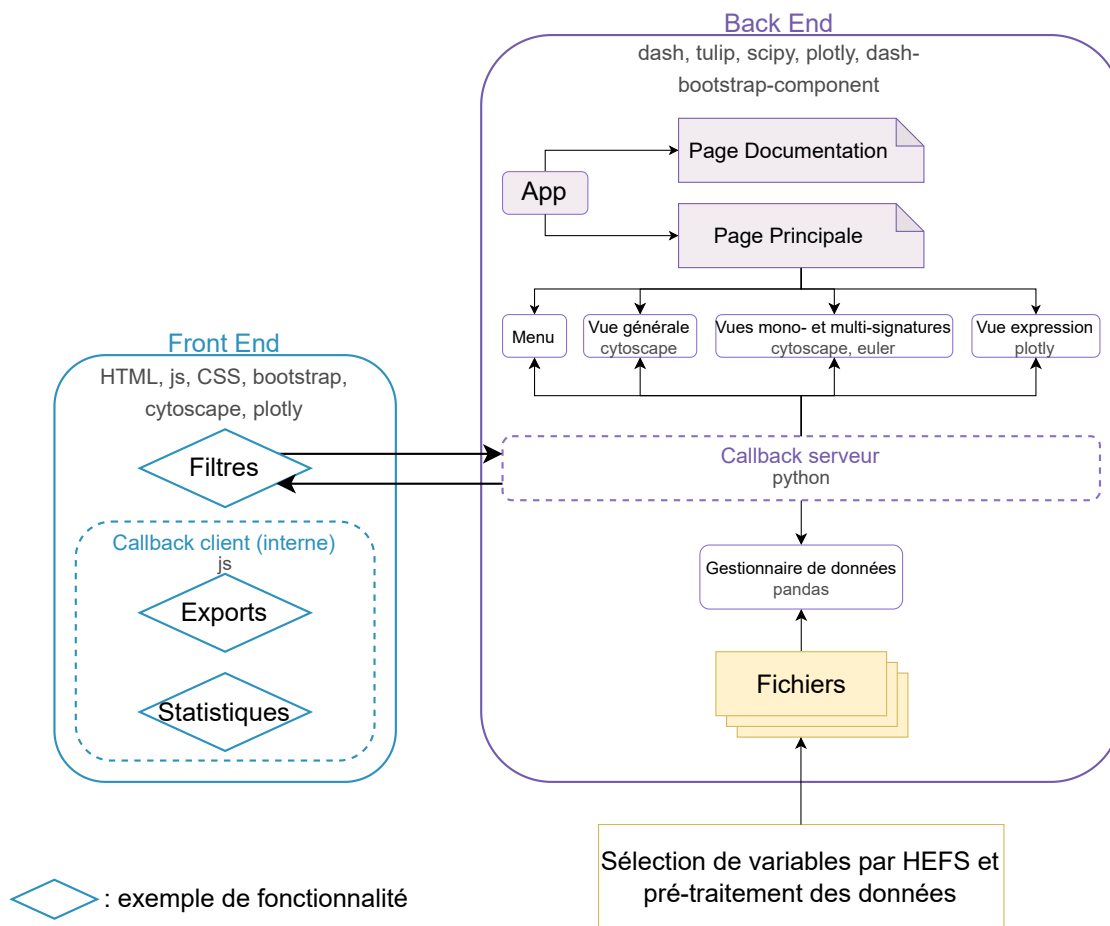 Back End
dash, tulip, scipy, plotly, dash-
bootstrap-component
Page Documentation
App
Page Principale
Menu
Vue générale
cytoscape
Vues mono- et multi-signatures
cytoscape, euler
Vue expression
plotly
Front End
HTML, js, CSS, bootstrap,
cytoscape, plotly
Filtres
Callback serveur
python
Callback client (interne)
js
Exports
Statistiques
Gestionnaire de données
pandas
Fichiers
Sélection de variables par HEFS et
pré-traitement des données
: exemple de fonctionnalité